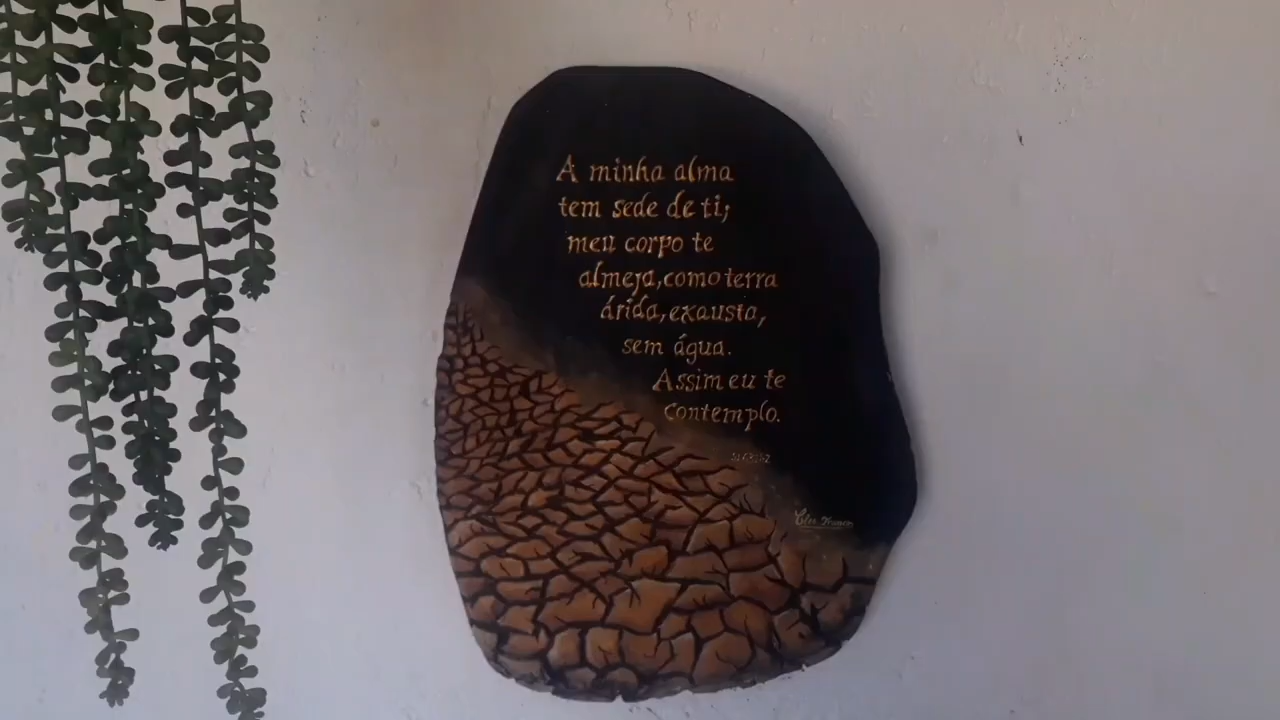 A minha alma
tem sede de ti;
meu corpo te
almeja, como terra
árida, exausta,
sem água.
Assim eu te
contemplo.